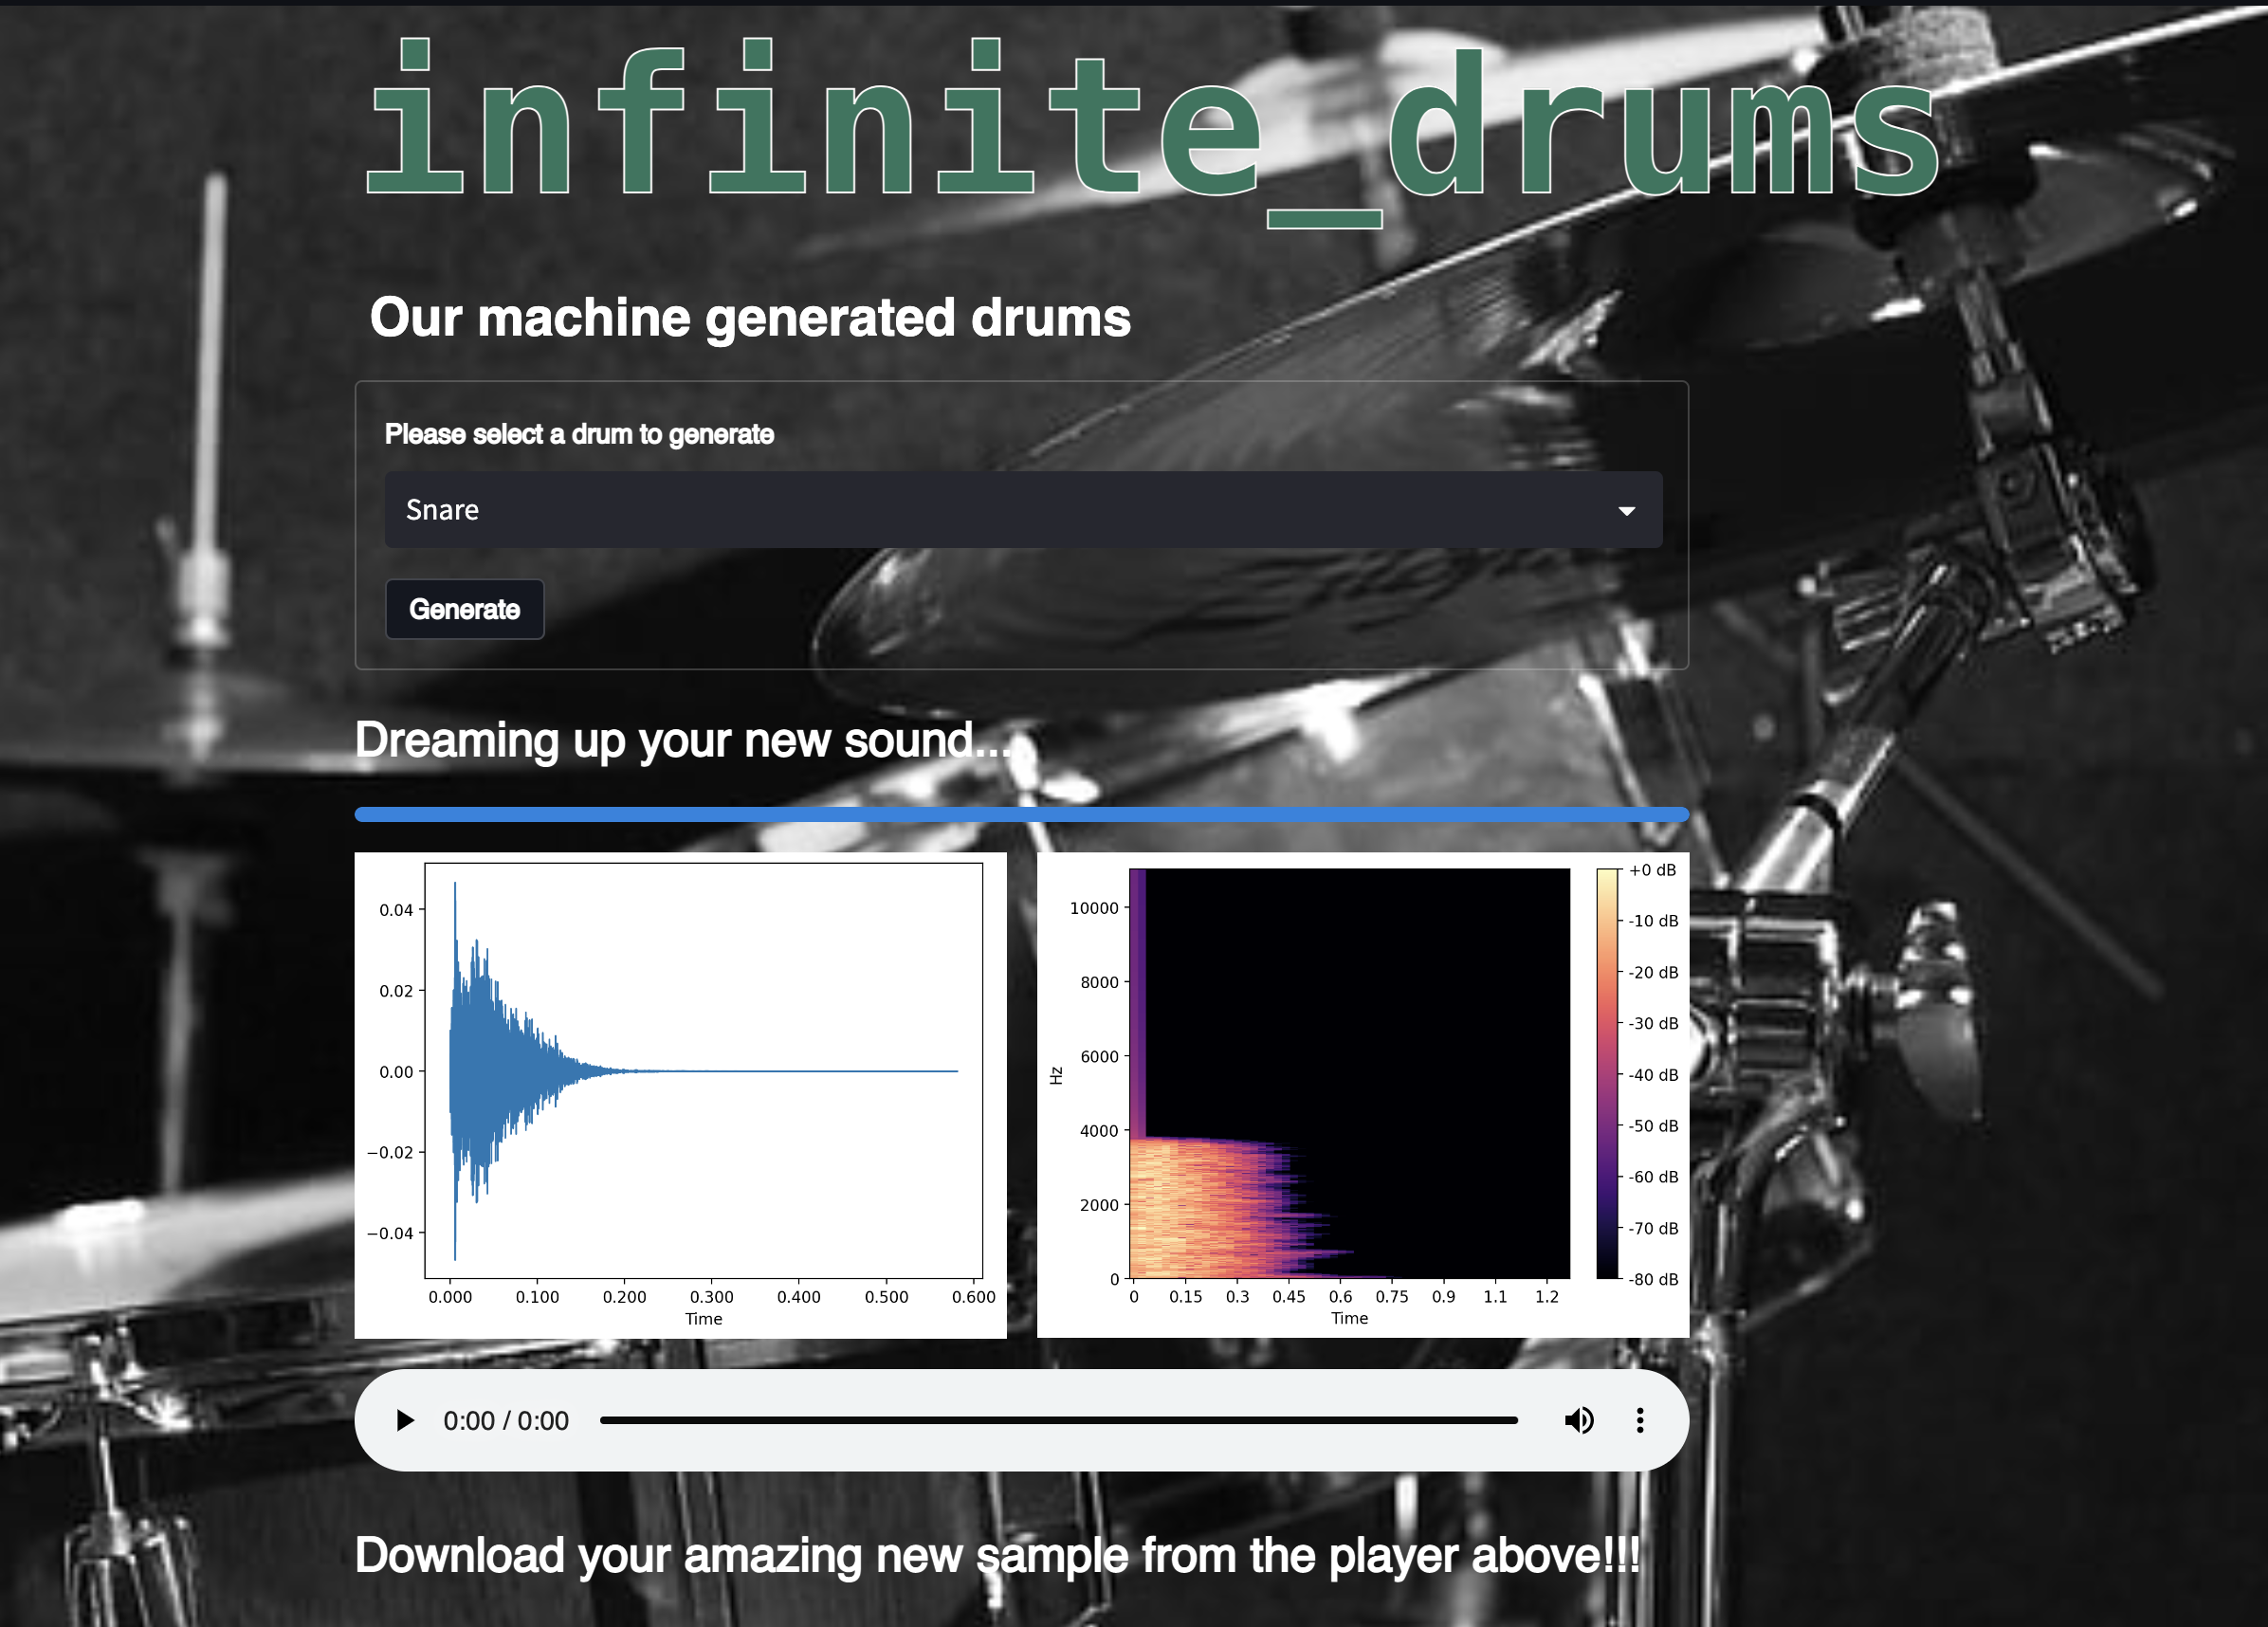 infinite_drums
Our machine generated drums
Please select a drum to generate
Snare
Generate
Dreaming up your new sound....
0.04
0.02
0.00
−0.02
−0.04
0.000 0.100 0.200 0.300 0.400 0.500 0.600
Time
10000
8000
6000
4000
2000
0
Hz
0 0.15 0.3 0.45 0.6 0.75 0.9 1.1 1.2
Time
+0 dB
-10 dB
-20 dB
-30 dB
-40 dB
-50 dB
-60 dB
-70 dB
-80 dB
0:00 / 0:00
Download your amazing new sample from the player above!!!